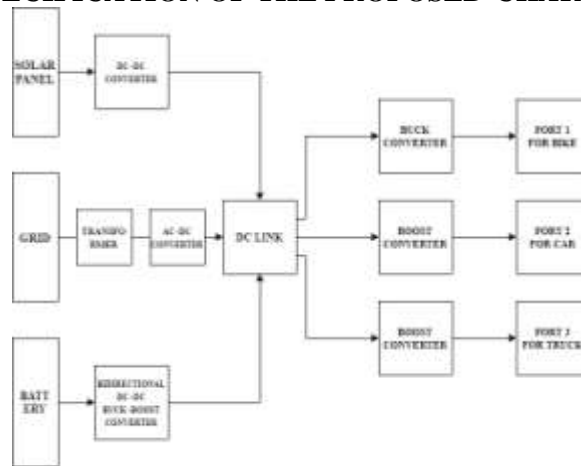 SOLAR
PANEL
DC-DC
CONVERTER
BUCK
CONVERTER
PORT 1
FOR BIKE
GRID
TRANSFO
RMER
AC-DC
CONVERTER
DC LINK
BOOST
CONVERTER
PORT 2
FOR CAR
BOOST
CONVERTER
PORT 3
FOR TRUCK
BATT
ERY
BIDIRECTIONAL
DC-DC
BUCK-BOOST
CONVERTER